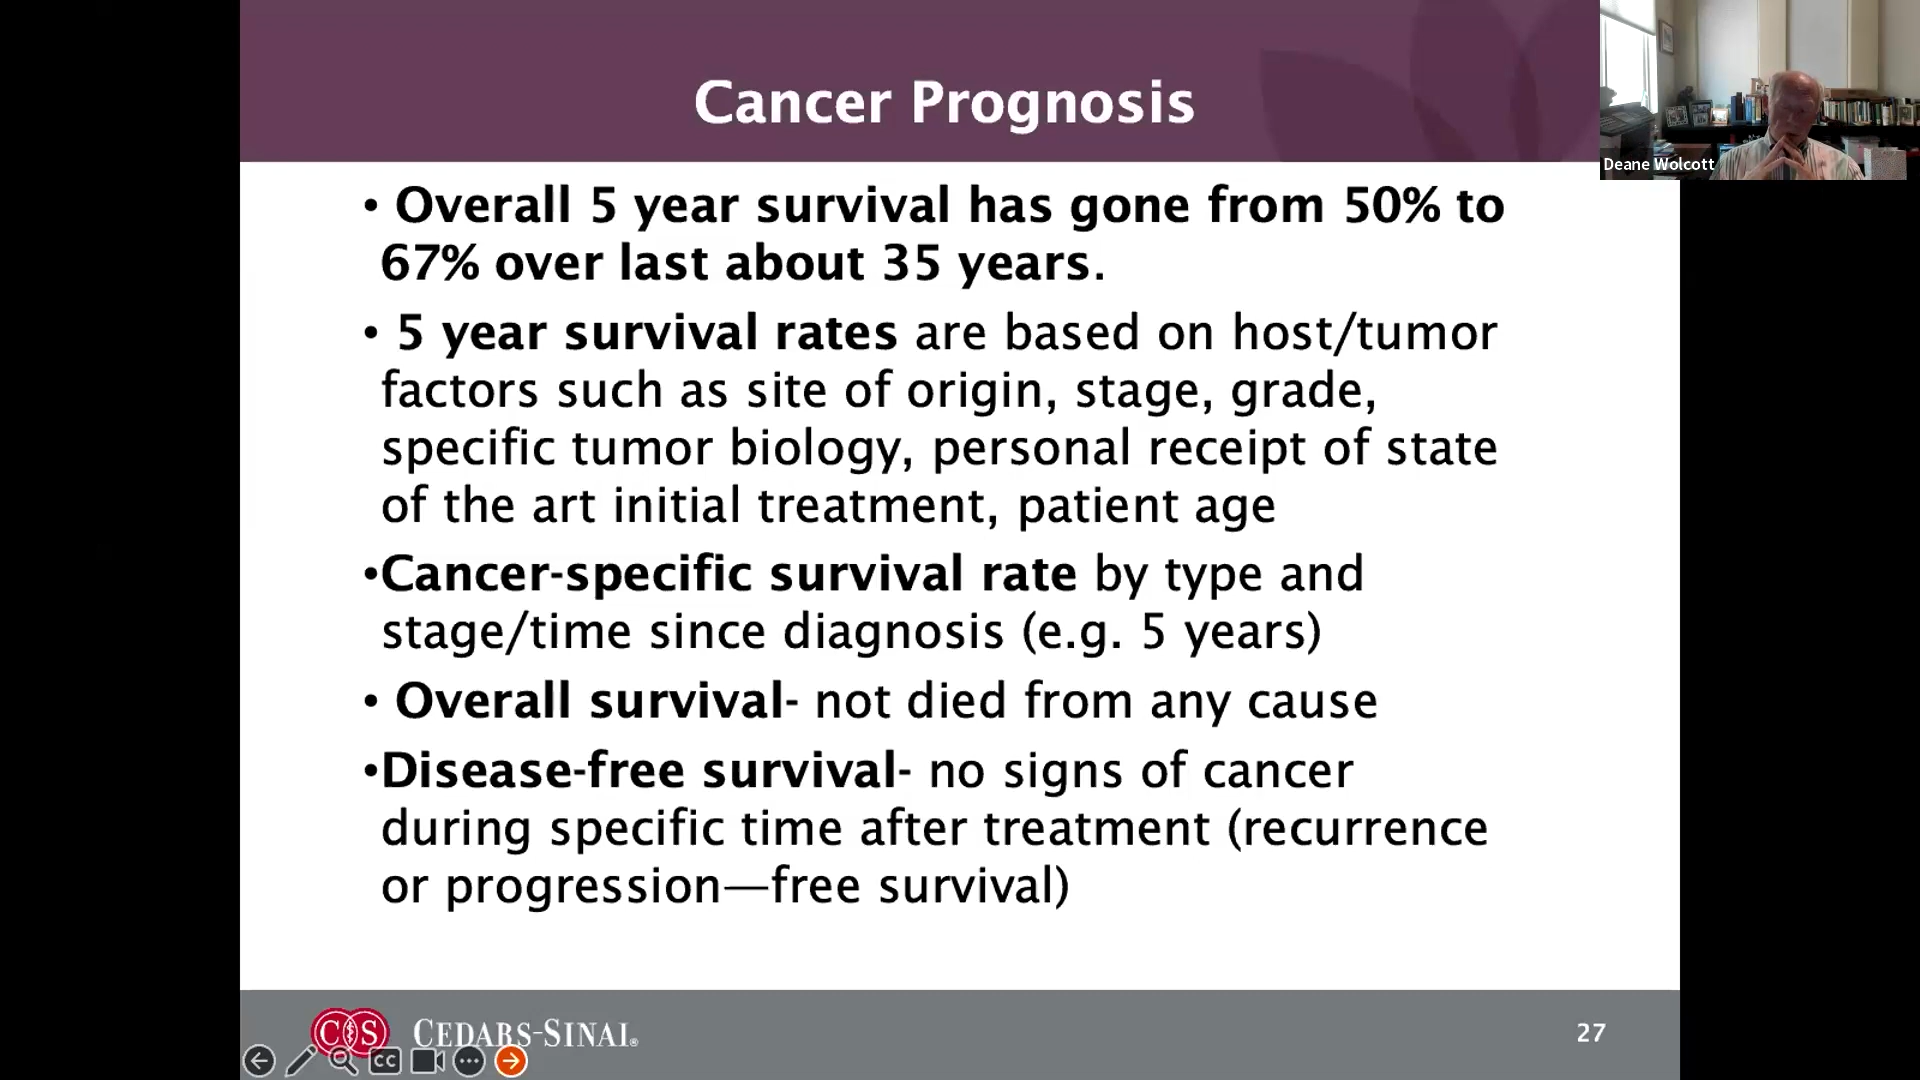 Cancer Prognosis
Deane Wolcott
• Overall 5 year survival has gone from 50% to
67% over last about 35 years.
• 5 year survival rates are based on host/tumor
factors such as site of origin, stage, grade,
specific tumor biology, personal receipt of state
of the art initial treatment, patient age
•Cancer-specific survival rate by type and
stage/time since diagnosis (e.g. 5 years)
• Overall survival- not died from any cause
•Disease-free survival- no signs of cancer
during specific time after treatment (recurrence
or progression—free survival)
CS CEDARS-SINAI®
27
CC